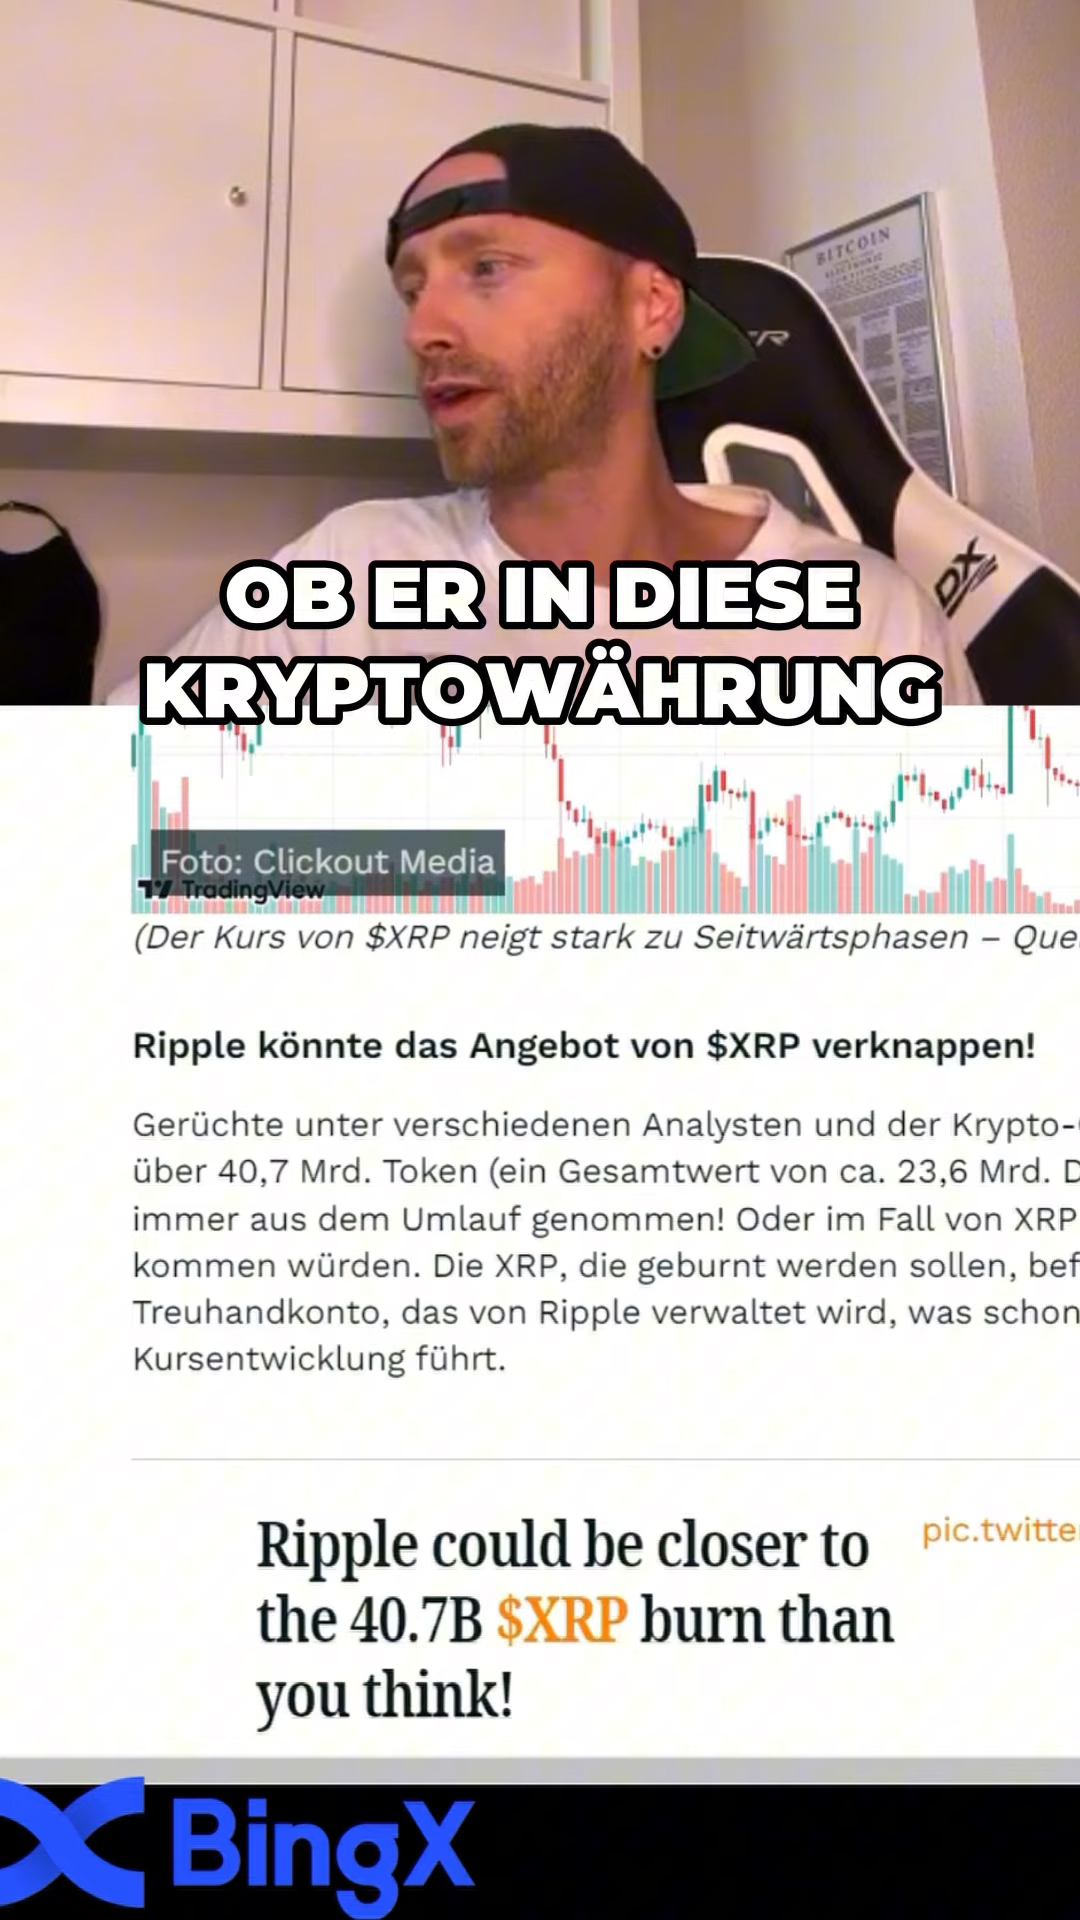 BITCOIN
OB ER IN DIESE
KRYPTOWÄHRUNG
Foto: Clickout Media
TradingView
(Der Kurs von $XRP neigt stark zu Seitwärtsphasen –
Ripple könnte das Angebot von $XRP verknappen!
Gerüchte unter verschiedenen Analysten und der Krypto-
über 40,7 Mrd. Token (ein Gesamtwert von ca. 23,6 Mrd.
immer aus dem Umlauf genommen! Oder im Fall von XRP
kommen würden. Die XRP, die geburnt werden sollen,
Treuhandkonto, das von Ripple verwaltet wird, was schon
Kursentwicklung führt.
Ripple could be closer to
the 40.7B $XRP burn than
you think!
pic.twitte
BingX